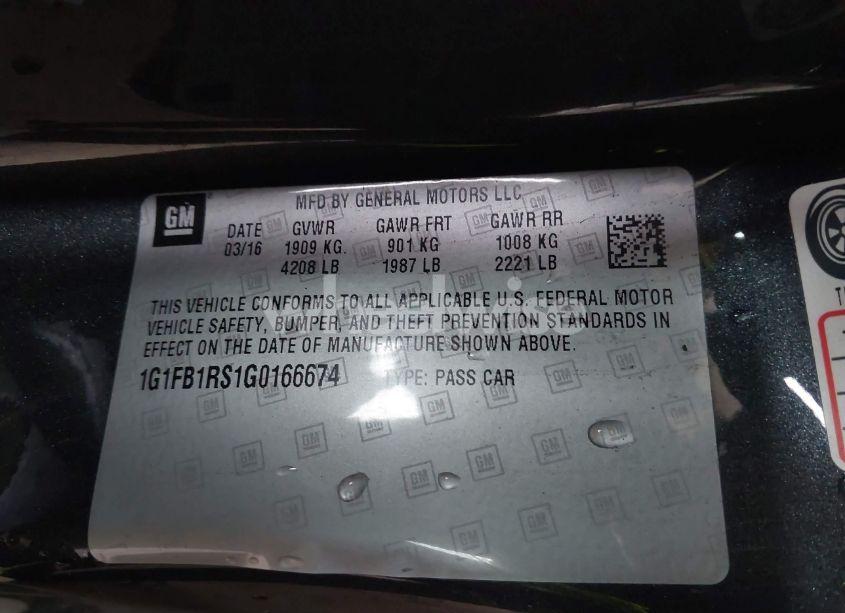 GM
MFD BY GENERAL MOTORS LLC
DATE GVWR GAWR FRT GAWR RR
03/16 1909 KG. 901 KG 1008 KG
4208 LB 1987 LB 2221 LB
THIS VEHICLE CONFORMS TO ALL APPLICABLE U.S. FEDERAL MOTOR
VEHICLE SAFETY, BUMPER, AND THEFT PREVENTION STANDARDS IN
EFFECT ON THE DATE OF MANUFACTURE SHOWN ABOVE.
1G1FB1RS1G0166674 TYPE: PASS CAR